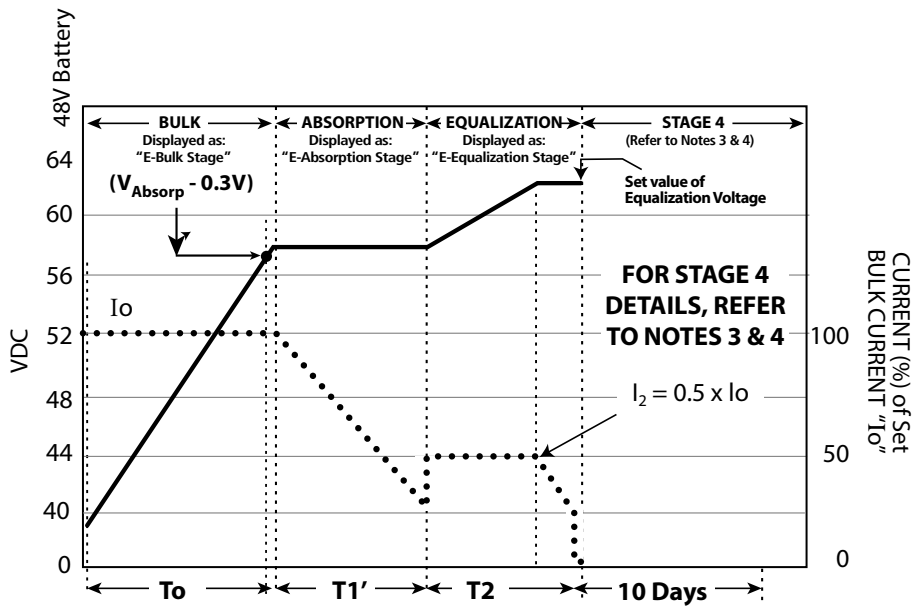 48V Battery
BULK
Displayed as:
“E-Bulk Stage”
ABSORPTION
Displayed as:
“E-Absorption Stage”
EQUALIZATION
Displayed as:
“E-Equalization Stage”
STAGE 4
(Refer to Notes 3 & 4)
(VAbsorp - 0.3V)
Set value of
Equalization Voltage
64
60
56
52
48
44
40
0
VDC
Io
FOR STAGE 4
DETAILS, REFER
TO NOTES 3 & 4
I2 = 0.5 x Io
100
50
0
CURRENT (%) of Set
BULK CURRENT “Io”
To
T1’
T2
10 Days